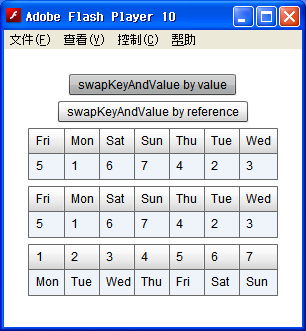 Adobe Flash Player 10
文件(F) 查看(V) 控制(C) 帮助
swapKeyAndValue by value
swapKeyAndValue by reference
Fri Mon Sat Sun Thu Tue Wed
5 1 6 7 4 2 3
Fri Mon Sat Sun Thu Tue Wed
5 1 6 7 4 2 3
1 2 3 4 5 6 7
Mon Tue Wed Thu Fri Sat Sun